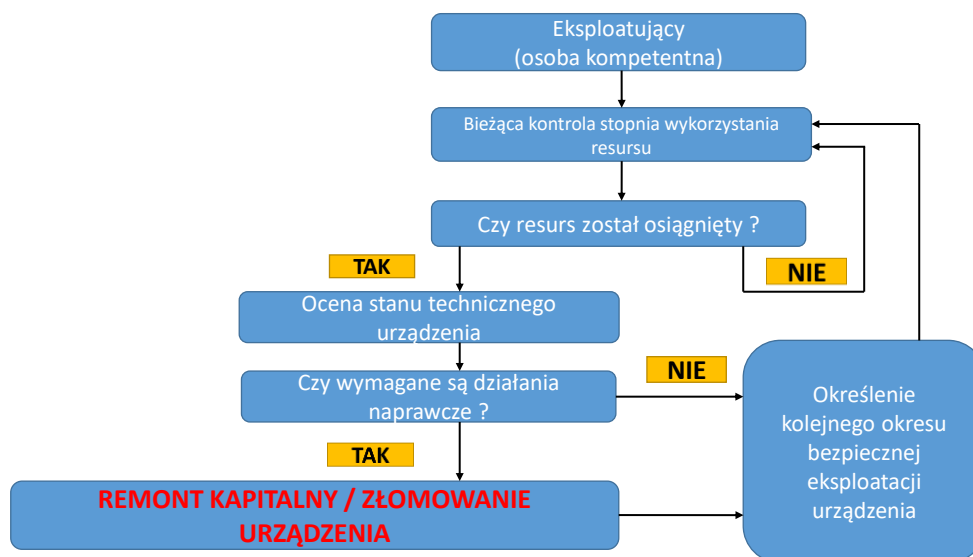 Eksploatujący
(osoba kompetentna)
Bieżąca kontrola stopnia wykorzystania
resursu
Czy resurs został osiągnięty ?
TAK
NIE
Ocena stanu technicznego
urządzenia
NIE
Czy wymagane są działania
naprawcze ?
Określenie
kolejnego okresu
bezpiecznej
eksploatacji
urządzenia
TAK
REMONT KAPITALNY / ZŁOMOWANIE
URZĄDZENIA